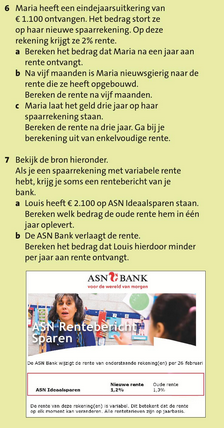 6 Maria heeft een eindejaarsuitkering van
€ 1.100 ontvangen. Het bedrag stort ze
op haar nieuwe spaarrekening. Op deze
rekening krijgt ze 2% rente.
a Bereken het bedrag dat Maria na een jaar aan
rente ontvangt.
b Na vijf maanden is Maria nieuwsgierig naar de
rente die ze heeft opgebouwd.
Bereken de rente na vijf maanden.
c Maria laat het geld drie jaar op haar
spaarrekening staan.
Bereken de rente na drie jaar. Ga bij je
berekening uit van enkelvoudige rente.
7 Bekijk de bron hieronder.
Als je een spaarrekening met variabele rente
hebt, krijg je soms een rentebericht van je
bank.
a Louis heeft € 2.100 op ASN Ideaalsparen staan.
Bereken welk bedrag de oude rente hem in één
jaar oplevert.
b De ASN Bank verlaagt de rente.
Bereken het bedrag dat Louis hierdoor minder
per jaar aan rente ontvangt.
ASN BANK
voor de wereld van morgen
ASN Rentebericht
Sparen
De ASN Bank wijzigt de rente van onderstaande rekening(en) per 26 februari
Nieuwe rente Oude rente
ASN Ideaalsparen 1,2% 1,3%
De rente van deze rekening(en) is variabel. Dit betekent dat de rente
op elk moment kan veranderen. Alle rentetarieven zijn op jaarbasis.